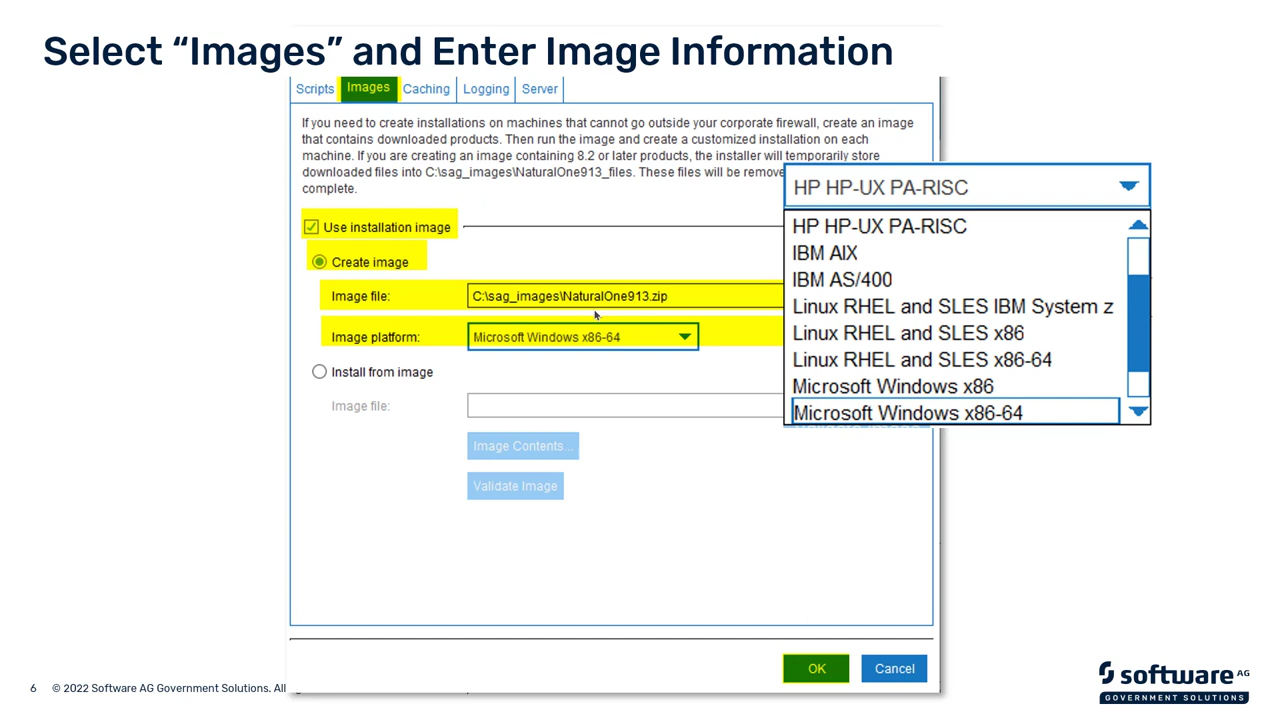 Select “Images” and Enter Image Information
Scripts Images Caching Logging Server
If you need to create installations on machines that cannot go outside your corporate firewall, create an image
that contains downloaded products. Then run the image and create a customized installation on each
machine. If you are creating an image containing 8.2 or later products, the installer will temporarily store
downloaded files into C:\sag_images\NaturalOne913_files. These files will be remove
complete.
Use installation image
Create image
Image file: C:\sag_images\NaturalOne913.zip
Image platform: Microsoft Windows x86-64
Install from image
Image file:
Image Contents...
Validate Image
HP HP-UX PA-RISC
HP HP-UX PA-RISC
IBM AIX
IBM AS/400
Linux RHEL and SLES IBM System z
Linux RHEL and SLES x86
Linux RHEL and SLES x86-64
Microsoft Windows x86
Microsoft Windows x86-64
OK Cancel
6 © 2022 Software AG Government Solutions. All
software AG
GOVERNMENT SOLUTIONS